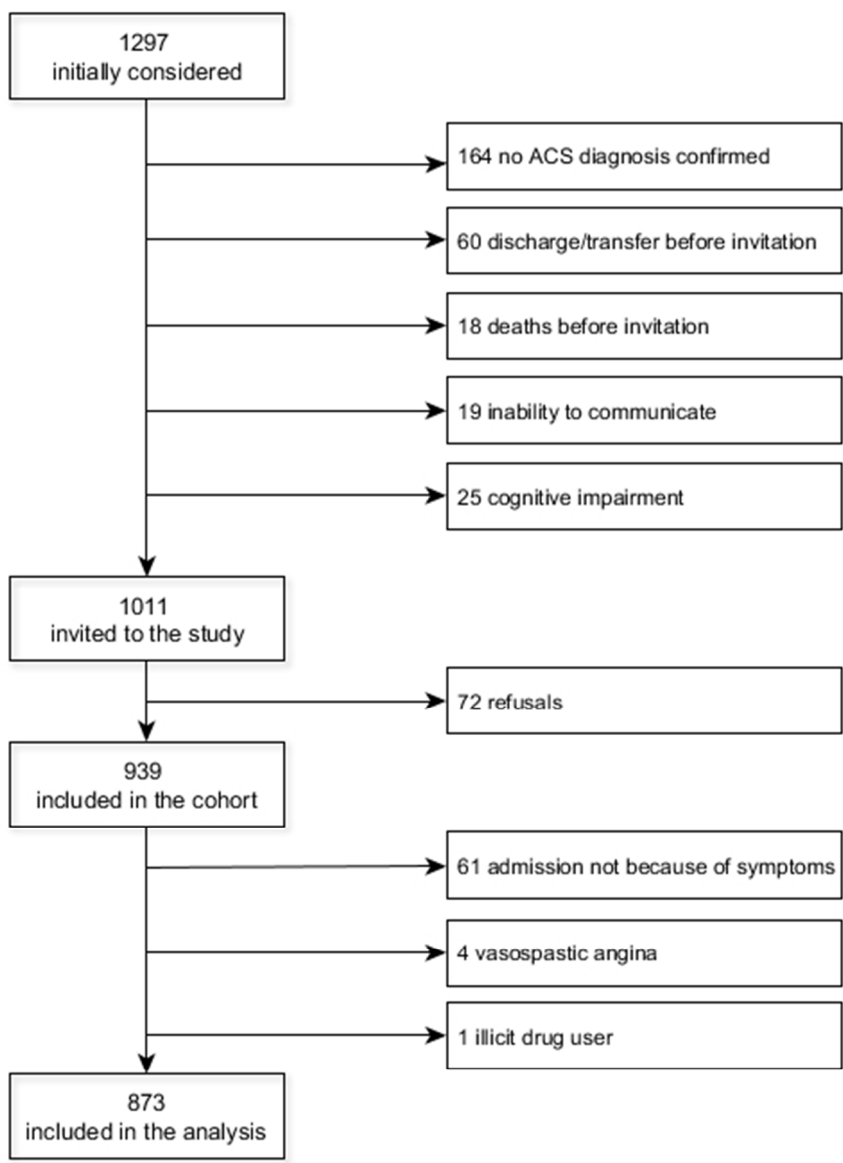 1297
initially considered
164 no ACS diagnosis confirmed
60 discharge/transfer before invitation
18 deaths before invitation
19 inability to communicate
25 cognitive impairment
1011
invited to the study
72 refusals
939
included in the cohort
61 admission not because of symptoms
4 vasospastic angina
1 illicit drug user
873
included in the analysis